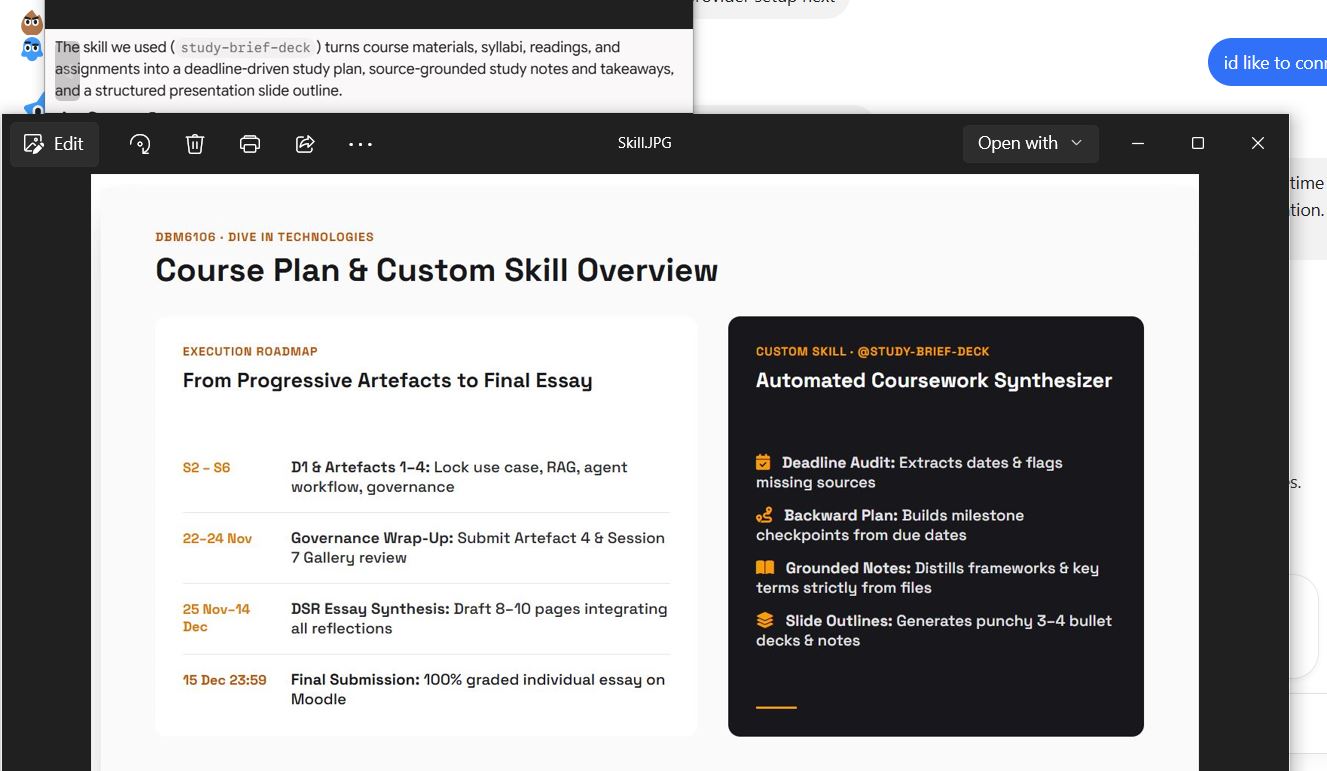 rovider setup next
The skill we used ( study-brief-deck ) turns course materials, syllabi, readings, and
assignments into a deadline-driven study plan, source-grounded study notes and takeaways,
and a structured presentation slide outline.
id like to con
Edit
Skill.JPG
Open with
time
tion.
s.
DBM6106 · DIVE IN TECHNOLOGIES
Course Plan & Custom Skill Overview
EXECUTION ROADMAP
From Progressive Artefacts to Final Essay
S2 – S6
D1 & Artefacts 1–4: Lock use case, RAG, agent
workflow, governance
22–24 Nov
Governance Wrap-Up: Submit Artefact 4 & Session
7 Gallery review
25 Nov–14
Dec
DSR Essay Synthesis: Draft 8–10 pages integrating
all reflections
15 Dec 23:59
Final Submission: 100% graded individual essay on
Moodle
CUSTOM SKILL · @STUDY-BRIEF-DECK
Automated Coursework Synthesizer
Deadline Audit: Extracts dates & flags
missing sources
Backward Plan: Builds milestone
checkpoints from due dates
Grounded Notes: Distills frameworks & key
terms strictly from files
Slide Outlines: Generates punchy 3–4 bullet
decks & notes